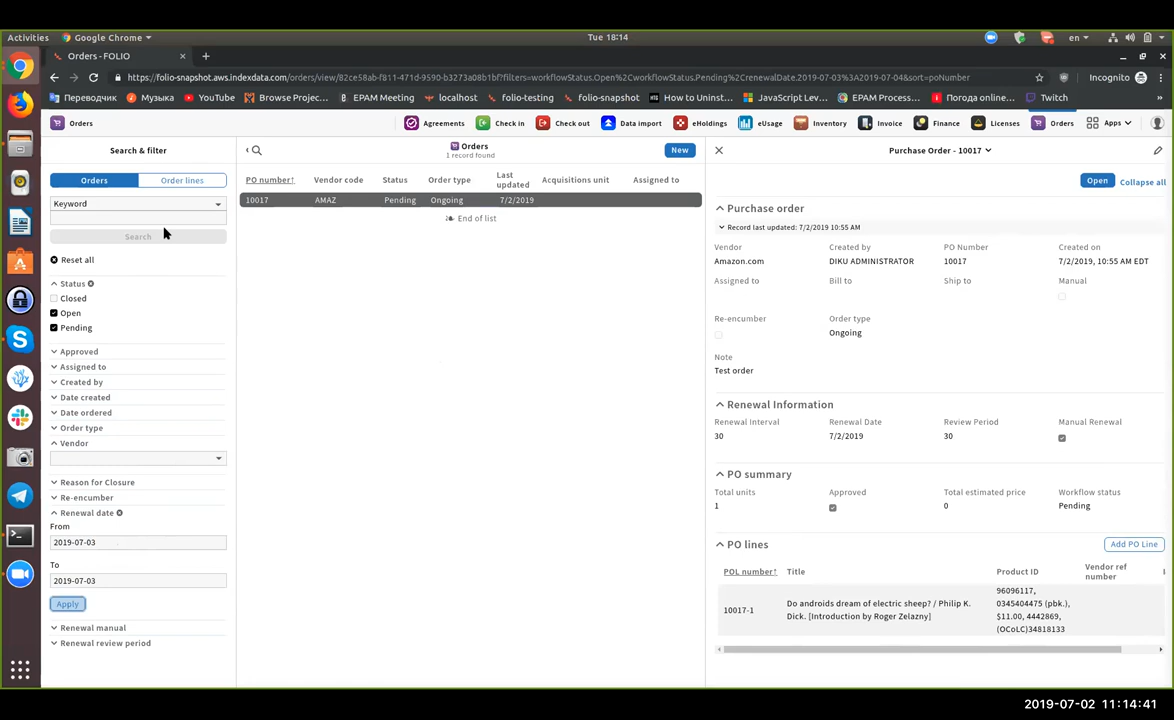 Activities Google Chrome Tue 18:14 en
Orders - FOLIO
https://folio-snapshot.aws.indexdata.com/orders/view/82ce58ab-f811-471d-9590-b3273a08b1bf?filters=workflowStatus.Open%2CworkflowStatus.Pending%2CrenewalDate.2019-07-03%3A2019-07-04&sort=poNumber Incognito
Переводчик Музыка YouTube Browse Projec... EPAM Meeting localhost folio-testing folio-snapshot How to Uninst... JavaScript Lev... EPAM Process... Погода online... Twitch »
Orders Agreements Check in Check out Data import eHoldings eUsage Inventory Invoice Finance Licenses Orders Apps
Search & filter
Orders Order lines
Keyword
Search
Reset all
Status
Closed
Open
Pending
Approved
Assigned to
Created by
Date created
Date ordered
Order type
Vendor
Reason for Closure
Re-encumber
Renewal date
From
2019-07-03
To
2019-07-03
Apply
Renewal manual
Renewal review period
Orders
1 record found
New
PO number↑ Vendor code Status Order type Last updated Acquisitions unit Assigned to
10017 AMAZ Pending Ongoing 7/2/2019
End of list
Purchase Order - 10017
Open Collapse all
Purchase order
Record last updated: 7/2/2019 10:55 AM
Vendor Created by PO Number Created on
Amazon.com DIKU ADMINISTRATOR 10017 7/2/2019, 10:55 AM EDT
Assigned to Bill to Ship to Manual
Re-encumber Order type
Ongoing
Note
Test order
Renewal Information
Renewal Interval Renewal Date Review Period Manual Renewal
30 7/2/2019 30
PO summary
Total units Approved Total estimated price Workflow status
1 0 Pending
PO lines Add PO Line
POL number↑ Title Product ID Vendor ref number
10017-1 Do androids dream of electric sheep? / Philip K. Dick. [Introduction by Roger Zelazny] 96096117, 0345404475 (pbk.), $11.00, 4442869, (OCoLC)34818133
2019-07-02 11:14:41